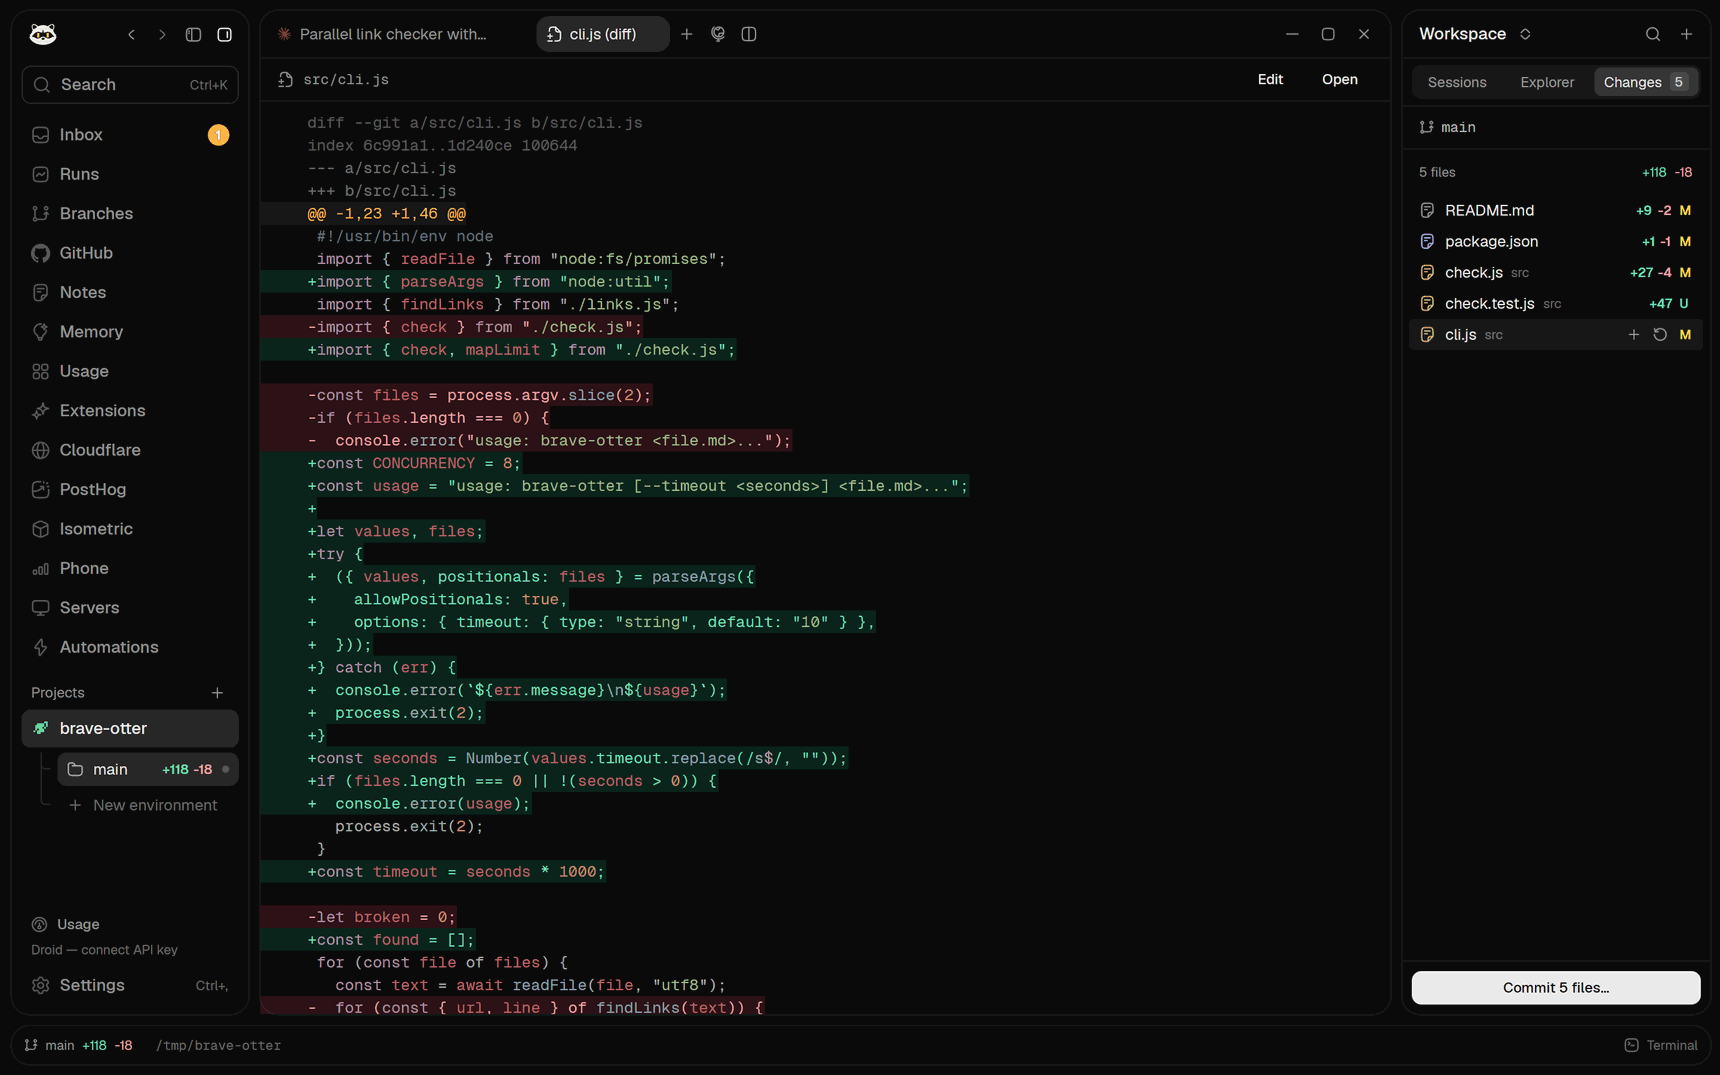 Parallel link checker with...
cli.js (diff)
Workspace
Search
Ctrl+K
Inbox
1
Runs
Branches
GitHub
Notes
Memory
Usage
Extensions
Cloudflare
PostHog
Isometric
Phone
Servers
Automations
Projects
brave-otter
main +118 -18
New environment
Usage
Droid — connect API key
Settings
Ctrl+,
src/cli.js
Edit
Open
diff --git a/src/cli.js b/src/cli.js
index 6c991a1..1d240ce 100644
--- a/src/cli.js
+++ b/src/cli.js
@@ -1,23 +1,46 @@
 #!/usr/bin/env node
 import { readFile } from "node:fs/promises";
+import { parseArgs } from "node:util";
 import { findLinks } from "./links.js";
-import { check } from "./check.js";
+import { check, mapLimit } from "./check.js";
-const files = process.argv.slice(2);
-if (files.length === 0) {
-  console.error("usage: brave-otter <file.md>...");
+const CONCURRENCY = 8;
+const usage = "usage: brave-otter [--timeout <seconds>] <file.md>...";
+
+let values, files;
+try {
+  ({ values, positionals: files } = parseArgs({
+    allowPositionals: true,
+    options: { timeout: { type: "string", default: "10" } },
+  }));
+} catch (err) {
+  console.error(`${err.message}\n${usage}`);
+  process.exit(2);
+}
+const seconds = Number(values.timeout.replace(/s$/, ""));
+if (files.length === 0 || !(seconds > 0)) {
+  console.error(usage);
   process.exit(2);
 }
+const timeout = seconds * 1000;
-let broken = 0;
+const found = [];
 for (const file of files) {
   const text = await readFile(file, "utf8");
-  for (const { url, line } of findLinks(text)) {
Sessions
Explorer
Changes 5
main
5 files +118 -18
README.md +9 -2 M
package.json +1 -1 M
check.js src +27 -4 M
check.test.js src +47 U
cli.js src M
Commit 5 files...
main +118 -18 /tmp/brave-otter
Terminal